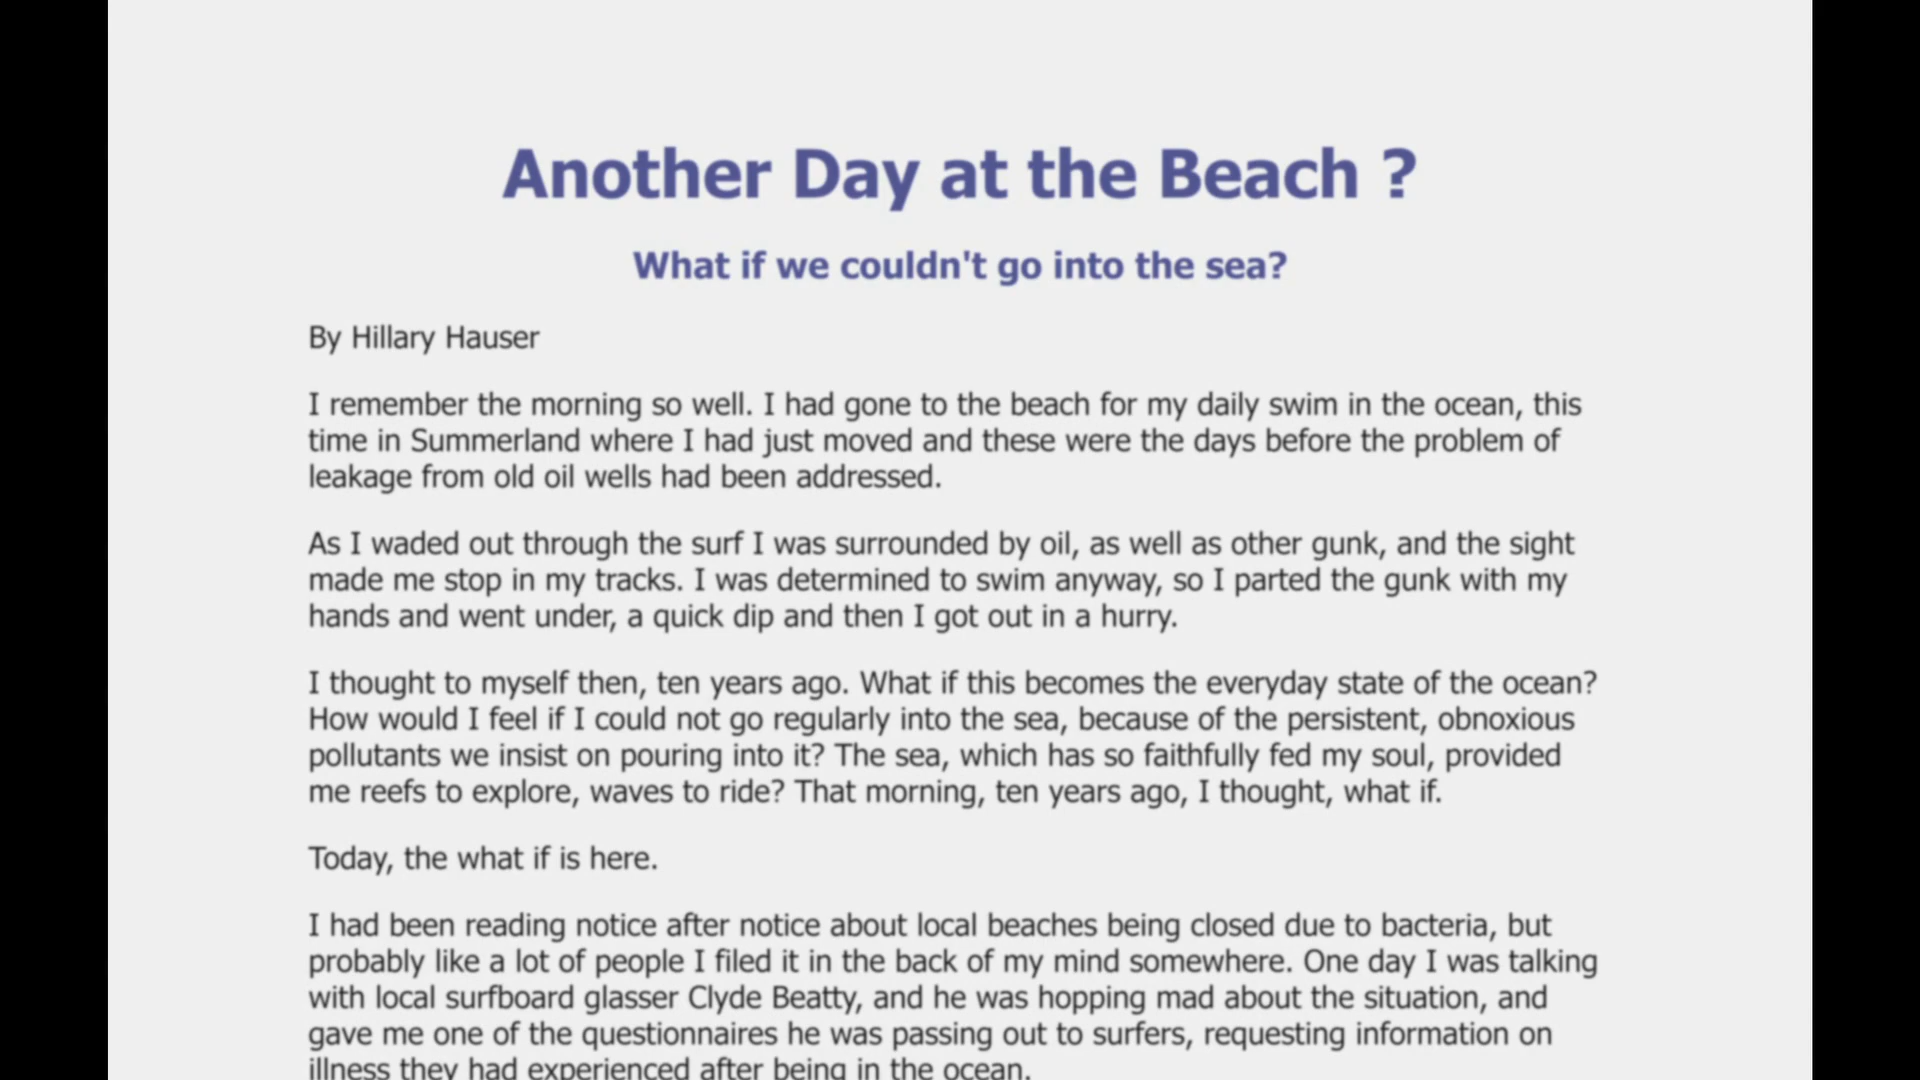 Another Day at the Beach ?
What if we couldn't go into the sea?
By Hillary Hauser
I remember the morning so well. I had gone to the beach for my daily swim in the ocean, this
time in Summerland where I had just moved and these were the days before the problem of
leakage from old oil wells had been addressed.
As I waded out through the surf I was surrounded by oil, as well as other gunk, and the sight
made me stop in my tracks. I was determined to swim anyway, so I parted the gunk with my
hands and went under, a quick dip and then I got out in a hurry.
I thought to myself then, ten years ago. What if this becomes the everyday state of the ocean?
How would I feel if I could not go regularly into the sea, because of the persistent, obnoxious
pollutants we insist on pouring into it? The sea, which has so faithfully fed my soul, provided
me reefs to explore, waves to ride? That morning, ten years ago, I thought, what if.
Today, the what if is here.
I had been reading notice after notice about local beaches being closed due to bacteria, but
probably like a lot of people I filed it in the back of my mind somewhere. One day I was talking
with local surfboard glasser Clyde Beatty, and he was hopping mad about the situation, and
gave me one of the questionnaires he was passing out to surfers, requesting information on
illness they had experienced after being in the ocean.